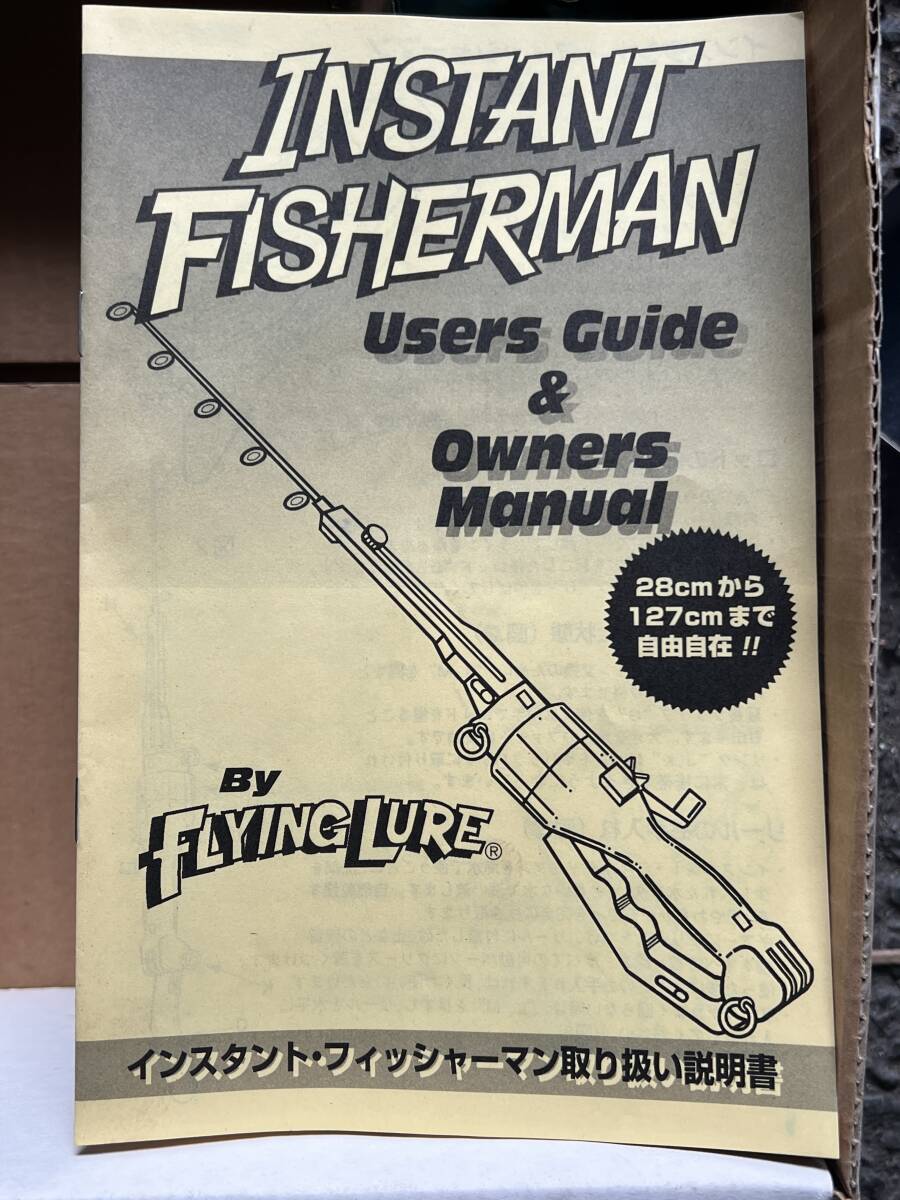 INSTANT
FISHERMAN
Users Guide
&
Owners
Manual
28cmから
127cmまで
自由自在!!
By
FLYING LURE®
インスタント・フィッシャーマン取り扱い説明書